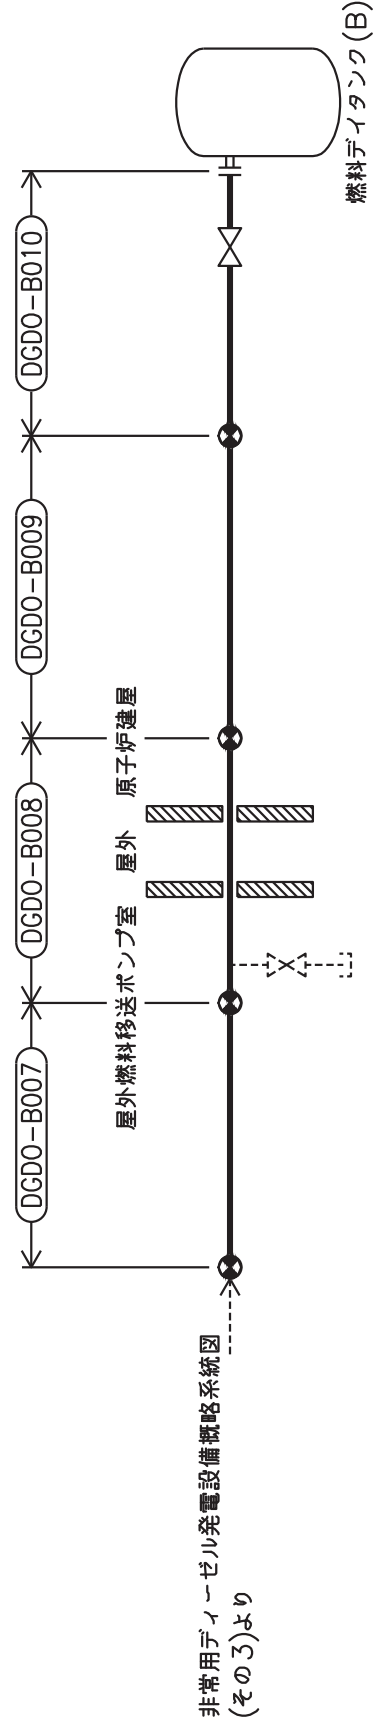 非常用ディーゼル発電設備概略系統図
(その3)より
DGDO-B007
DGDO-B008
DGDO-B009
DGDO-B010
屋外燃料移送ポンプ室
屋外
原子炉建屋
燃料デイタンク(B)